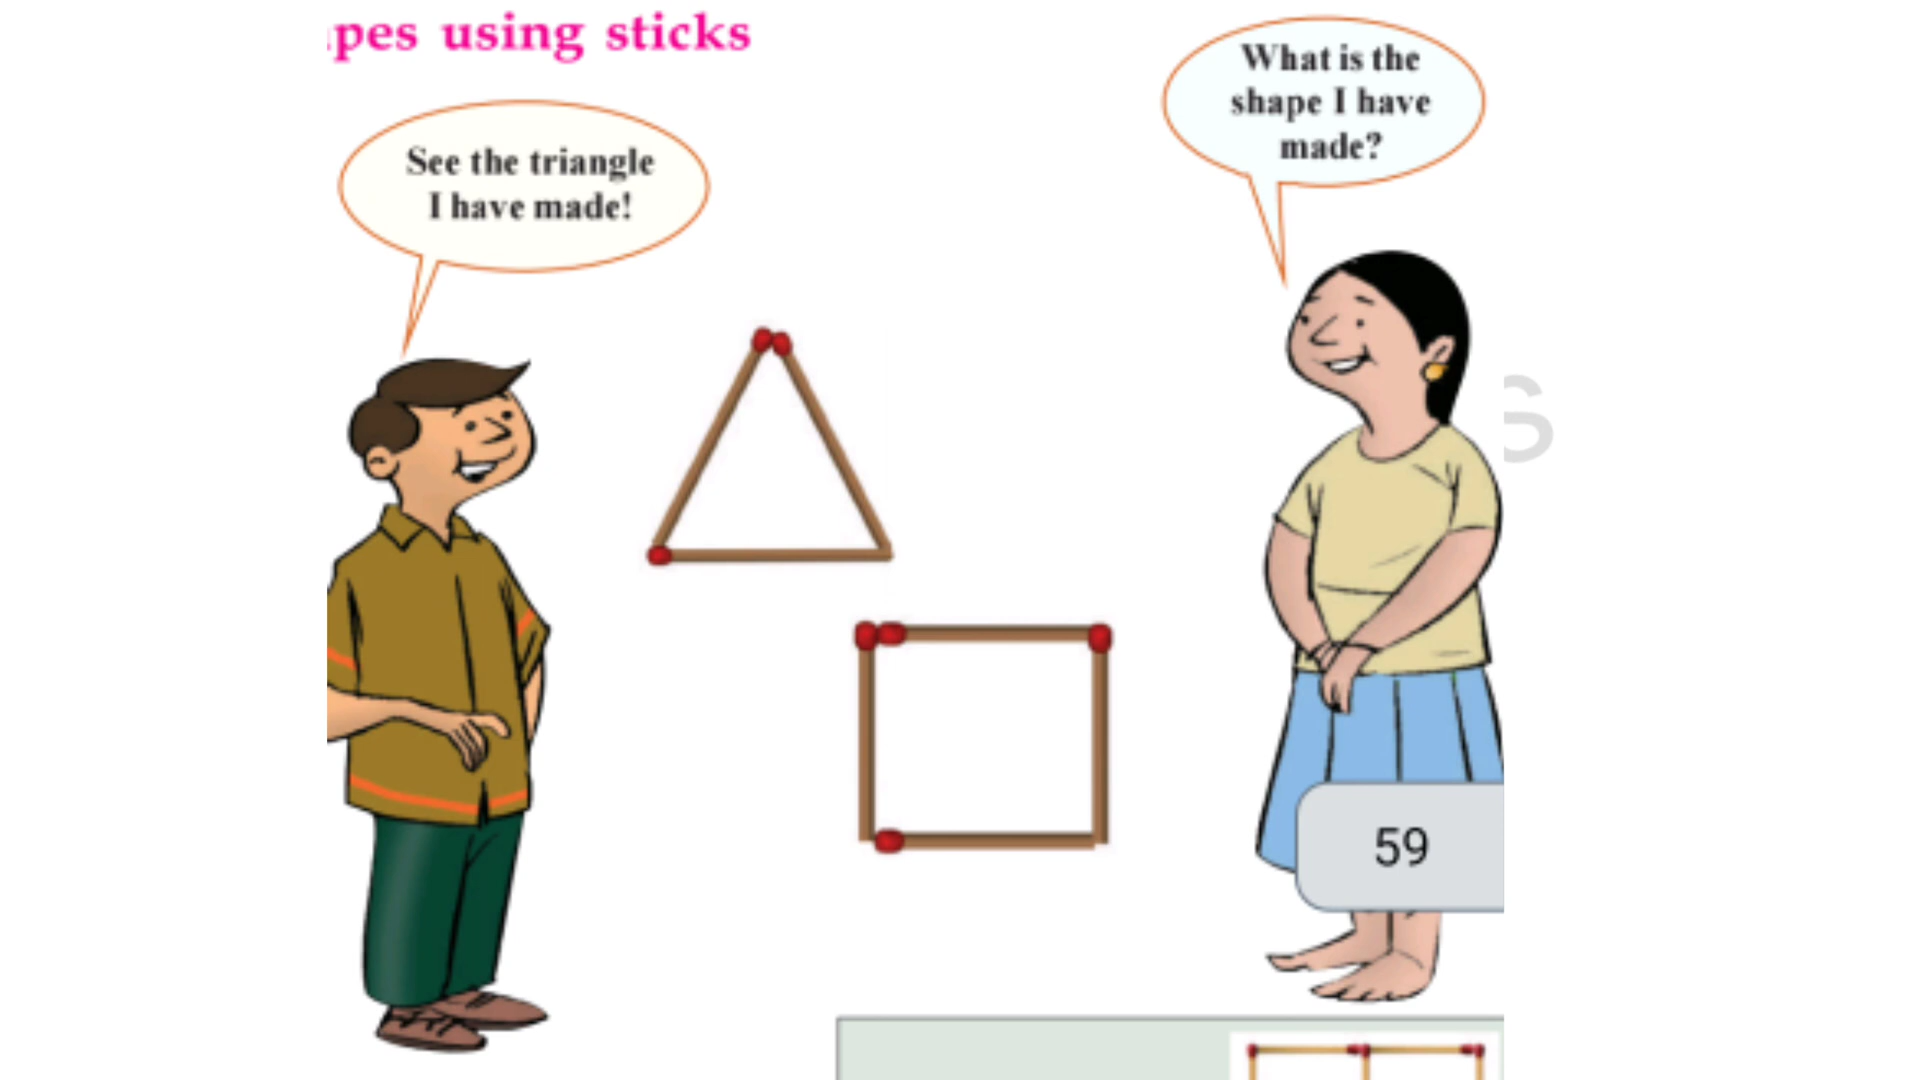 pes using sticks
What is the
shape I have
made?
See the triangle
I have made!
S
59